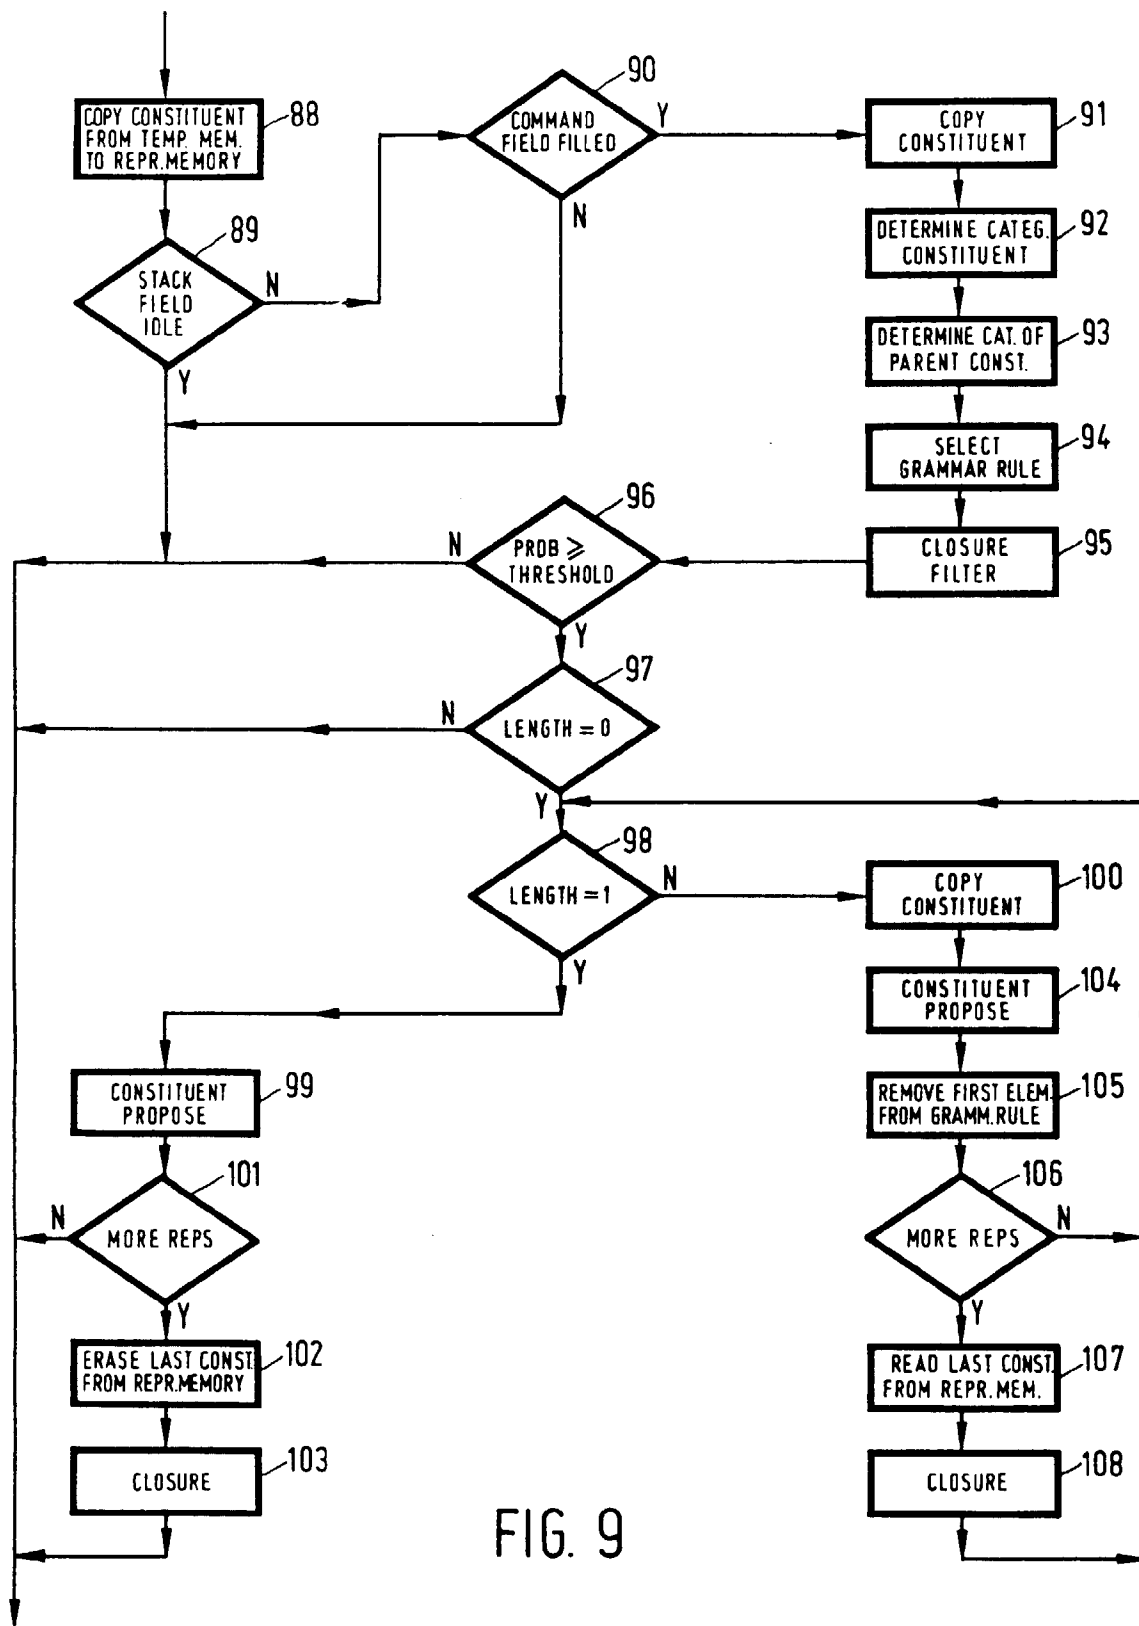 88
COPY CONSTITUENT
FROM TEMP. MEM.
TO REPR.MEMORY
89
STACK
FIELD
IDLE
N
Y
90
COMMAND
FIELD FILLED
Y
N
91
COPY
CONSTITUENT
92
DETERMINE CATEG.
CONSTITUENT
93
DETERMINE CAT. OF
PARENT CONST.
94
SELECT
GRAMMAR RULE
95
CLOSURE
FILTER
96
PROB ≥
THRESHOLD
N
Y
97
LENGTH = 0
N
Y
98
LENGTH = 1
N
Y
99
CONSTITUENT
PROPOSE
100
COPY
CONSTITUENT
104
CONSTITUENT
PROPOSE
105
REMOVE FIRST ELEM.
FROM GRAMM.RULE
101
MORE REPS
N
Y
106
MORE REPS
N
Y
102
ERASE LAST CONST.
FROM REPR.MEMORY
107
READ LAST CONST.
FROM REPR.MEM.
103
CLOSURE
108
CLOSURE
FIG. 9